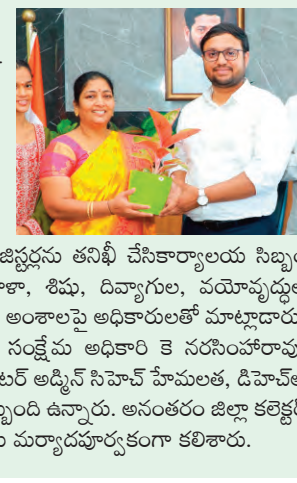 జిస్టర్లను తనిఖీ చేసికార్యాలయ సిబ్బం
ళా, శిశు, దివ్యాగుల, వయోవృద్ధుల
అంశాలపై అధికారులతో మాట్లాడారు
సంక్షేమ అధికారి కె నరసింహారావు
టర్ అడ్మిన్ సిహెచ్ హేమలత, డిహెచ్ఆ
బ్బంది ఉన్నారు. అనంతరం జిల్లా కలెక్టర్
ు మర్యాదపూర్వకంగా కలిశారు.